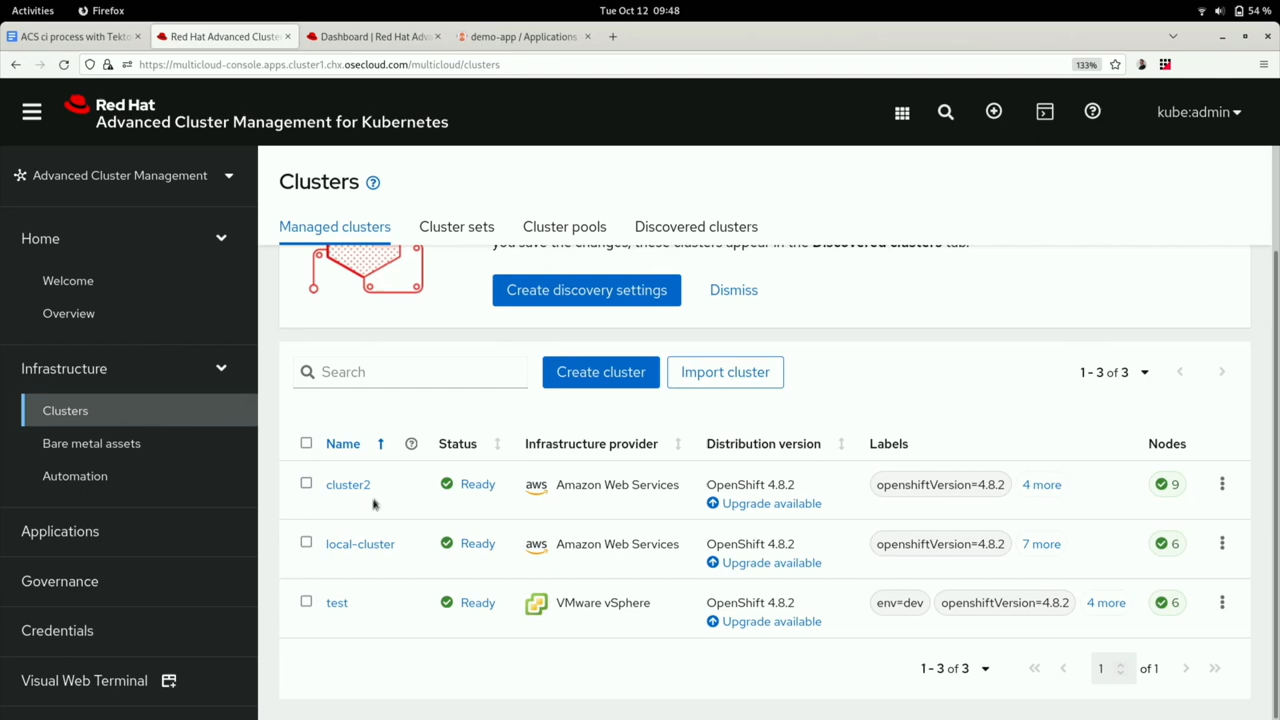 Activities
Firefox
Tue Oct 12 09:48
54 %
ACS ci process with Tekto
Red Hat Advanced Cluste
Dashboard | Red Hat Adva
demo-app / Applications
https://multicloud-console.apps.cluster1.chx.osecloud.com/multicloud/clusters
133%
Red Hat
Advanced Cluster Management for Kubernetes
kube:admin
Advanced Cluster Management
Home
Welcome
Overview
Infrastructure
Clusters
Bare metal assets
Automation
Applications
Governance
Credentials
Visual Web Terminal
Clusters
Managed clusters
Cluster sets
Cluster pools
Discovered clusters
you save the changes, these clusters appear in the Discovered clusters tab.
Create discovery settings
Dismiss
Search
Create cluster
Import cluster
1 - 3 of 3
Name
Status
Infrastructure provider
Distribution version
Labels
Nodes
cluster2
Ready
aws
Amazon Web Services
OpenShift 4.8.2
Upgrade available
openshiftVersion=4.8.2
4 more
9
local-cluster
Ready
aws
Amazon Web Services
OpenShift 4.8.2
Upgrade available
openshiftVersion=4.8.2
7 more
6
test
Ready
VMware vSphere
OpenShift 4.8.2
Upgrade available
env=dev
openshiftVersion=4.8.2
4 more
6
1 - 3 of 3
1
of 1